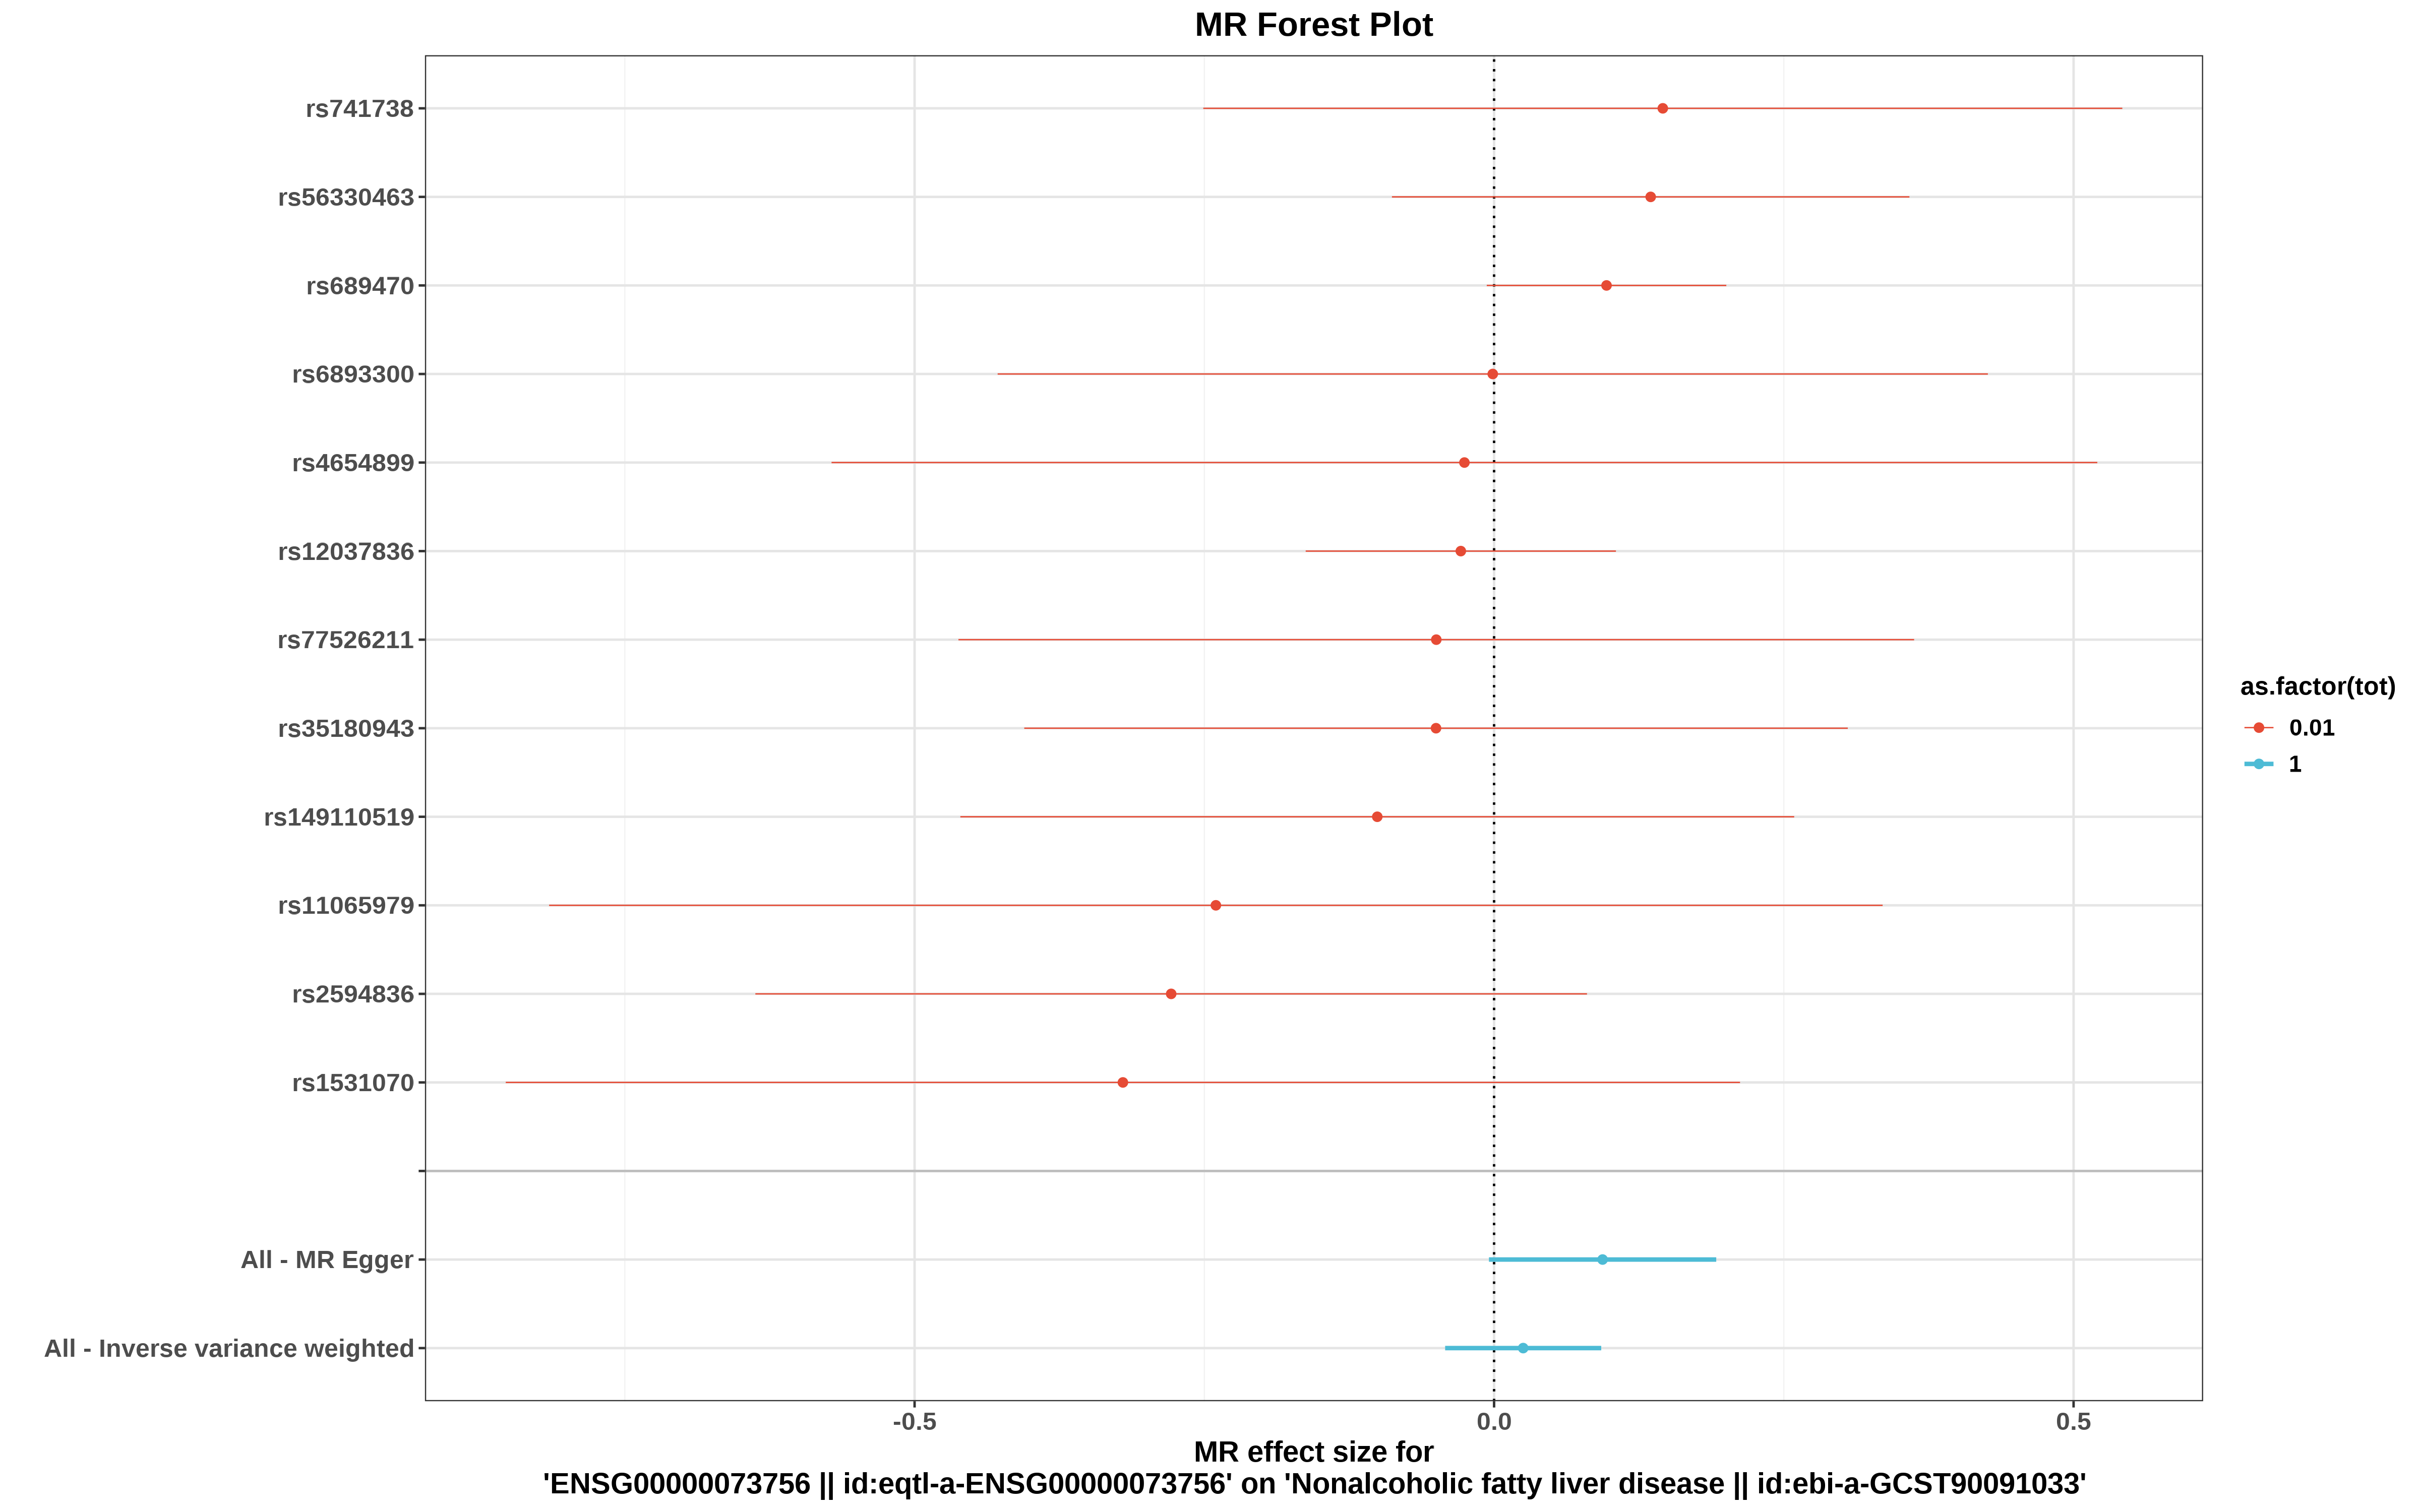 MR Forest Plot
rs741738
rs56330463
rs689470
rs6893300
rs4654899
rs12037836
rs77526211
rs35180943
rs149110519
rs11065979
rs2594836
rs1531070
All - MR Egger
All - Inverse variance weighted
-0.5 0.0 0.5
MR effect size for
'ENSG00000073756 || id:eqtl-a-ENSG00000073756' on 'Nonalcoholic fatty liver disease || id:ebi-a-GCST90091033'
as.factor(tot)
0.01
1